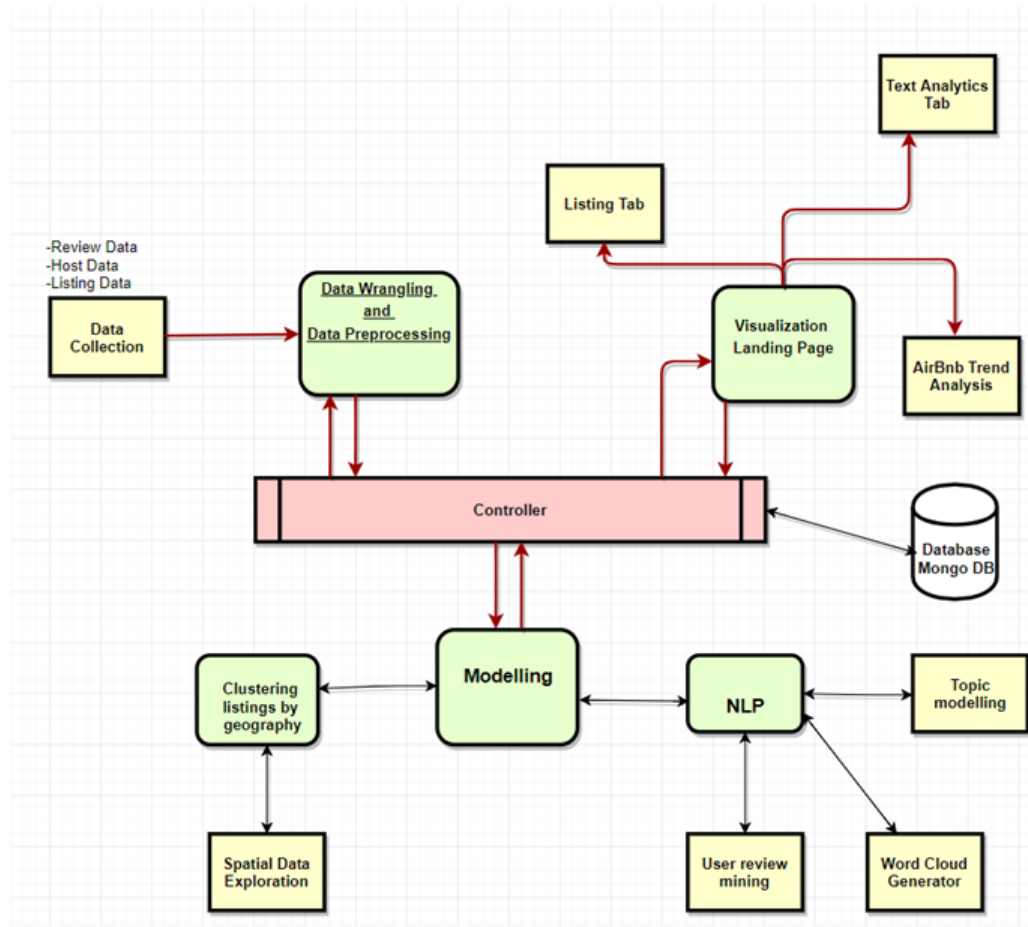 Text Analytics
Tab
Listing Tab
-Review Data
-Host Data
-Listing Data
Data
Collection
Data Wrangling
and
Data Preprocessing
Visualization
Landing Page
AirBnb Trend
Analysis
Controller
Database
Mongo DB
Modelling
Clustering
listings by
geography
NLP
Topic
modelling
Spatial Data
Exploration
User review
mining
Word Cloud
Generator